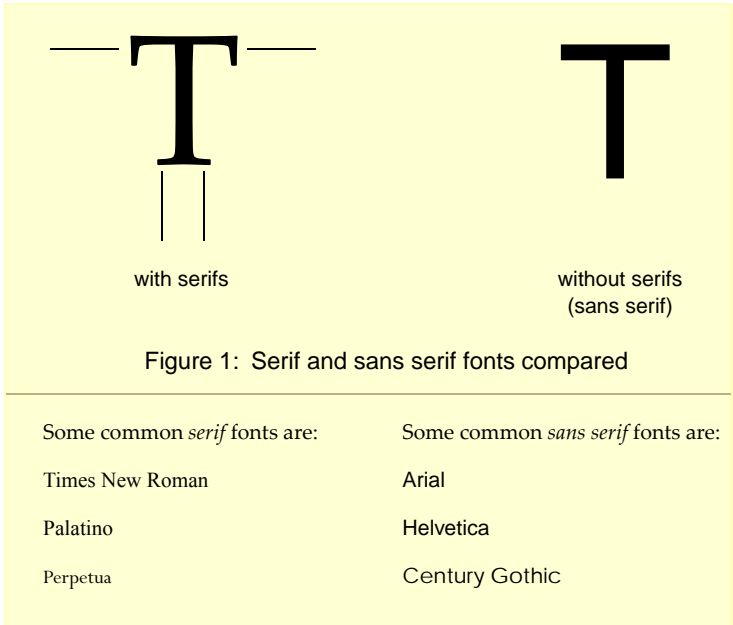 T
T
with serifs
without serifs
(sans serif)
Figure 1: Serif and sans serif fonts compared
Some common serif fonts are:
Times New Roman
Palatino
Perpetua
Some common sans serif fonts are:
Arial
Helvetica
Century Gothic